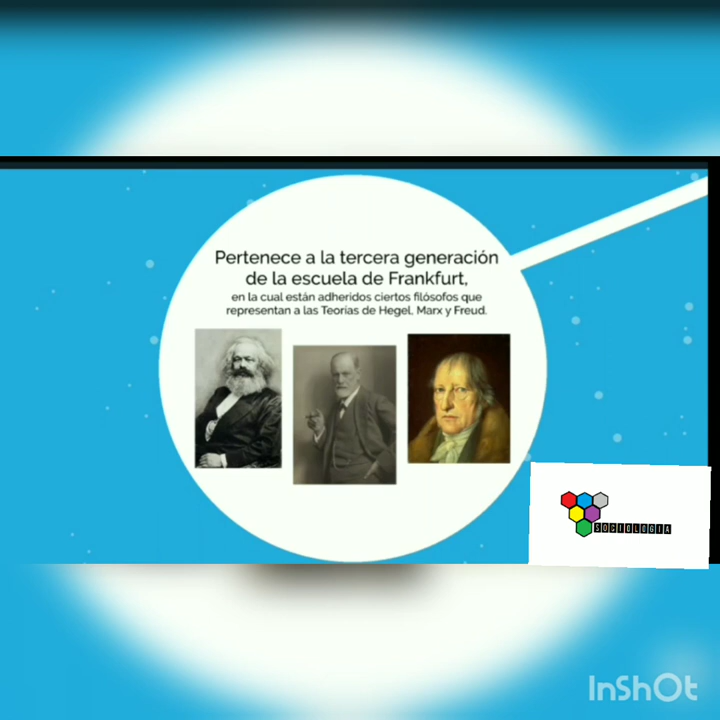 Pertenece a la tercera generación
de la escuela de Frankfurt,
en la cual están adheridos ciertos filósofos que
representan a las Teorías de Hegel, Marx y Freud.
SOCIOLOGIA
InShOt